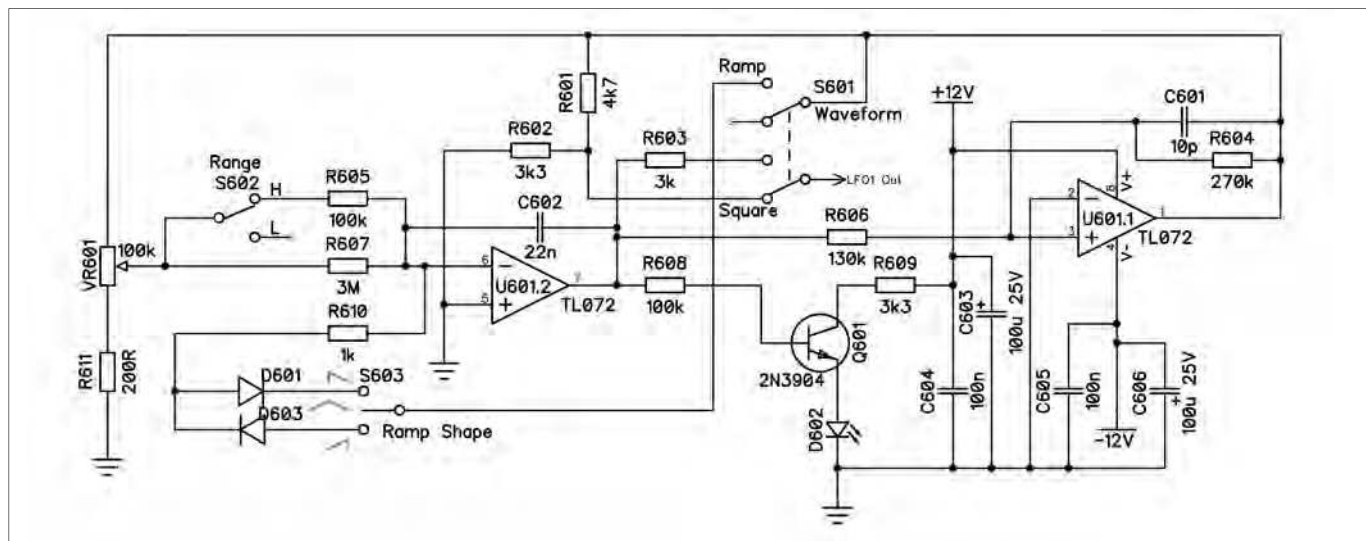 Ramp
S601
Waveform
+12V
C601
10p
R604
270k
R601
4k7
R602
3k3
R603
3k
Range
S602
H
L
R605
100k
C602
22n
LFO1 Out
Square
8
V+
2
3
1
U601.1
TL072
4
V-
VR601
100k
R607
3M
6
5
7
U601.2
TL072
R606
130k
R608
100k
R609
3k3
C603
+
100u 25V
R610
1k
Q601
2N3904
R611
200R
D601
S603
D603
Ramp Shape
D602
C604
100n
C605
100n
C606
+
100u 25V
-12V